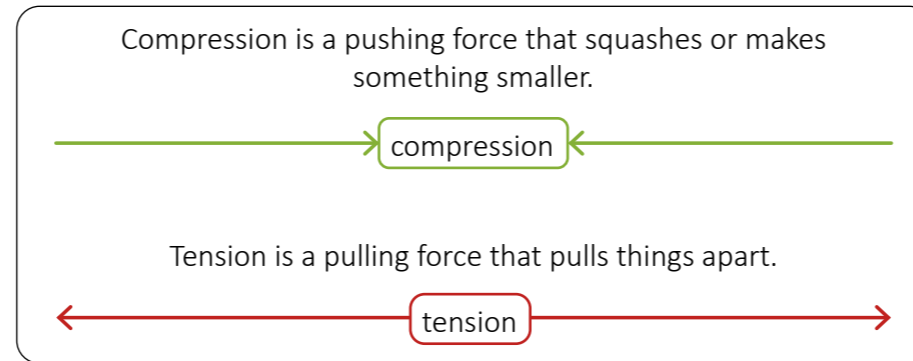 Compression is a pushing force that squashes or makes
something smaller.
compression
Tension is a pulling force that pulls things apart.
tension